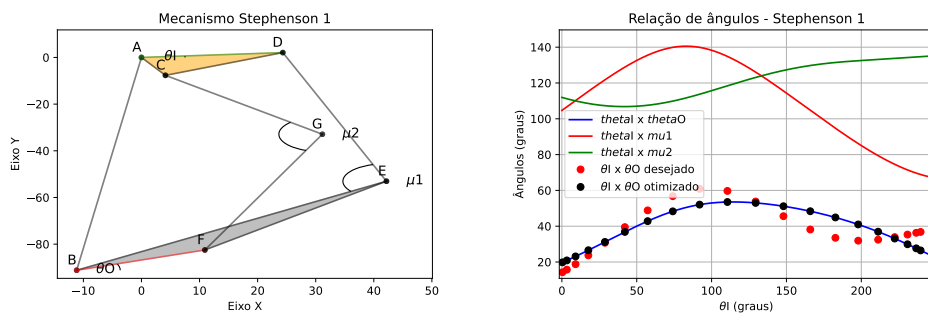 Mecanismo Stephenson 1
Eixo Y
0
−20
−40
−60
−80
A
D
θI
C
G
μ2
E
μ1
F
B
θO
−10
0
10
20
30
40
50
Eixo X
Relação de ângulos - Stephenson 1
Ângulos (graus)
140
120
100
80
60
40
20
thetaI x thetaO
thetaI x mu1
thetaI x mu2
θI x θO desejado
θI x θO otimizado
0
50
100
150
200
θI (graus)